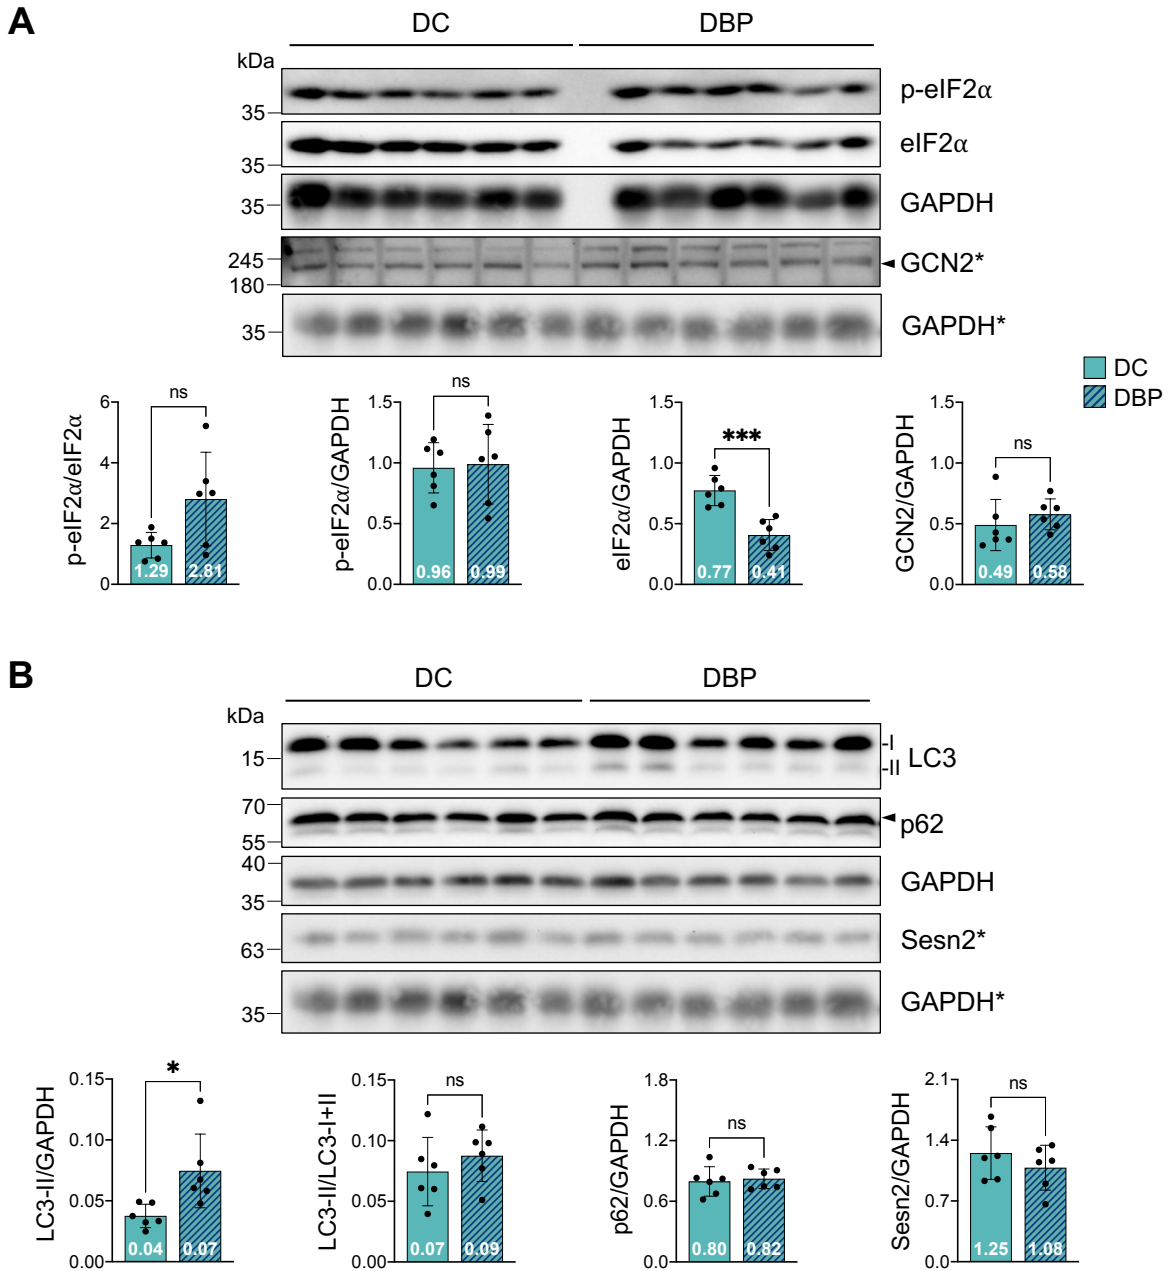 A
DC DBP
kDa
35 p-eIF2α
35 eIF2α
35 GAPDH
245 GCN2*
180
35 GAPDH*
DC
DBP
p-eIF2α/eIF2α
6
4
2
0
ns
1.29 2.81
p-eIF2α/GAPDH
1.5
1.0
0.5
0.0
ns
0.96 0.99
eIF2α/GAPDH
1.5
1.0
0.5
0.0
***
0.77 0.41
GCN2/GAPDH
1.5
1.0
0.5
0.0
ns
0.49 0.58
B
DC DBP
kDa
-I
15 LC3
-II
70
p62
55
40
GAPDH
35
Sesn2*
63
GAPDH*
35
LC3-II/GAPDH
0.15
0.10
0.05
0.00
*
0.04 0.07
LC3-II/LC3-I+II
0.15
0.10
0.05
0.00
ns
0.07 0.09
p62/GAPDH
1.8
1.2
0.6
0.0
ns
0.80 0.82
Sesn2/GAPDH
2.1
1.4
0.7
0.0
ns
1.25 1.08